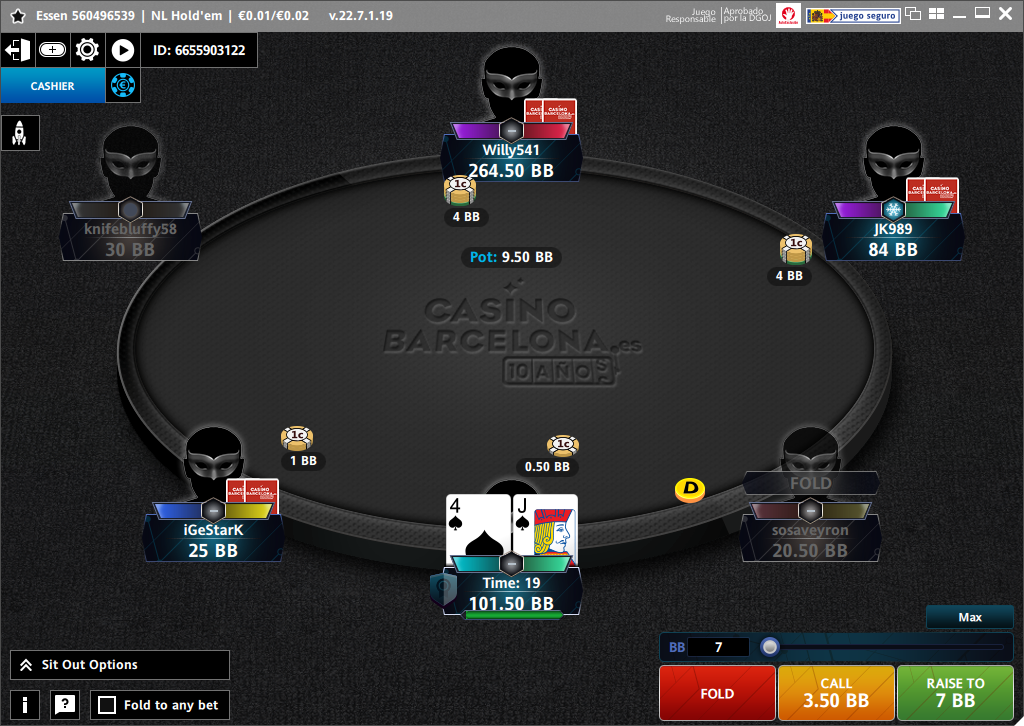 Essen 560496539 | NL Hold'em | €0.01/€0.02 v.22.7.1.19
Juego Responsable
Aprobado por la DGOJ
juego seguro
ID: 6655903122
CASHIER
Willy541
264.50 BB
1c
4 BB
knifebluffy58
30 BB
JK989
84 BB
1c
4 BB
Pot: 9.50 BB
CASINO
BARCELONA.es
10 AÑOS
1c
1 BB
1c
0.50 BB
D
FOLD
sosaveyron
20.50 BB
iGeStarK
25 BB
4
J
Time: 19
101.50 BB
Max
BB 7
Sit Out Options
FOLD
CALL
3.50 BB
RAISE TO
7 BB
Fold to any bet